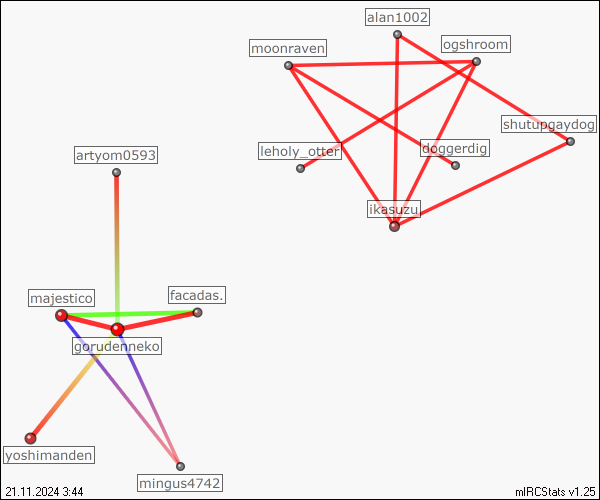 alan1002
moonraven
ogshroom
shutupgaydog
artyom0593
leholy_otter
doggerdig
ikasuzu
majestico
facadas.
gorudenneko
yoshimanden
mingus4742
21.11.2024 3:44
mIRCStats v1.25